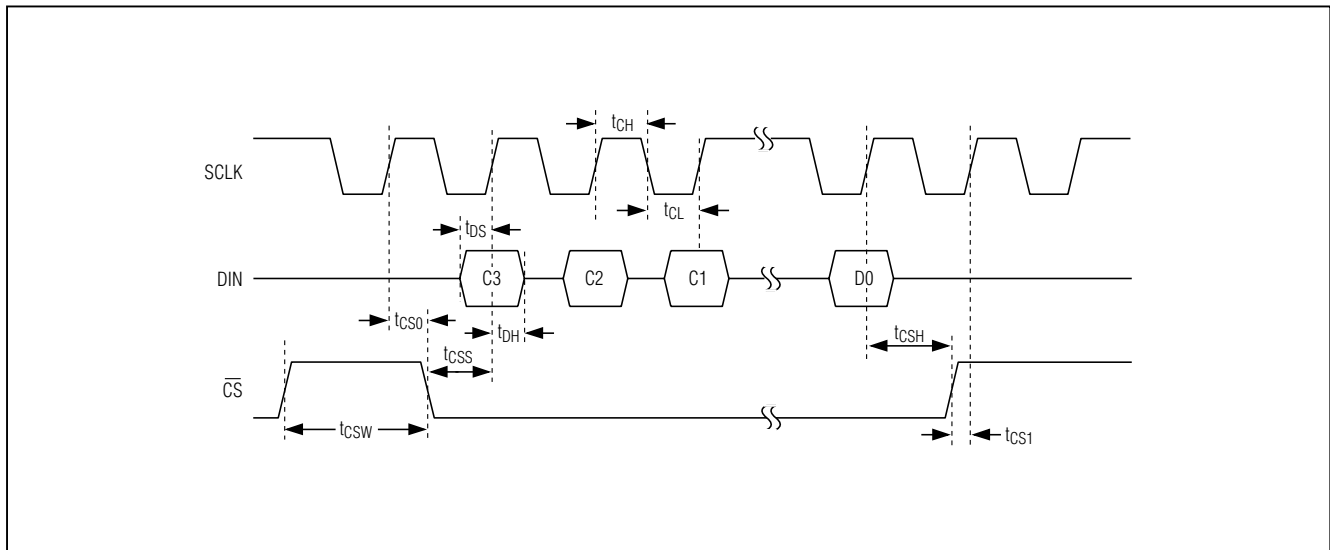 tCH
SCLK
tCL
tDS
DIN
C3
C2
C1
D0
tCS0
tDH
tCSS
tCSH
CS
tCSW
tCS1